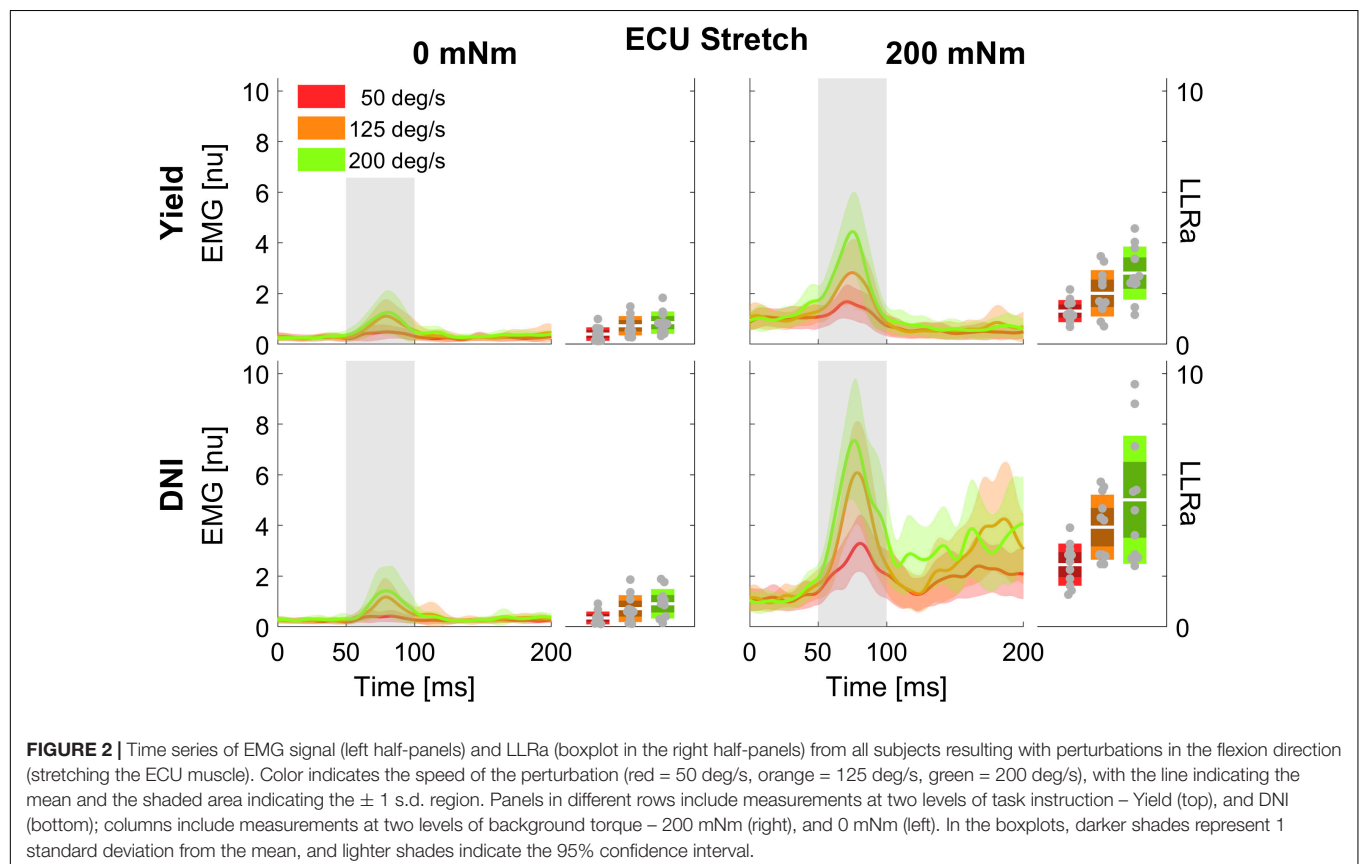 ECU Stretch
0 mNm
200 mNm
50 deg/s
125 deg/s
200 deg/s
Yield
EMG [nu]
10
8
6
4
2
0
10
LLRa
0
DNI
EMG [nu]
10
8
6
4
2
0
10
LLRa
0
0 50 100 200
Time [ms]
0 50 100 200
Time [ms]
FIGURE 2 | Time series of EMG signal (left half-panels) and LLRa (boxplot in the right half-panels) from all subjects resulting with perturbations in the flexion direction
(stretching the ECU muscle). Color indicates the speed of the perturbation (red = 50 deg/s, orange = 125 deg/s, green = 200 deg/s), with the line indicating the
mean and the shaded area indicating the ± 1 s.d. region. Panels in different rows include measurements at two levels of task instruction – Yield (top), and DNI
(bottom); columns include measurements at two levels of background torque – 200 mNm (right), and 0 mNm (left). In the boxplots, darker shades represent 1
standard deviation from the mean, and lighter shades indicate the 95% confidence interval.